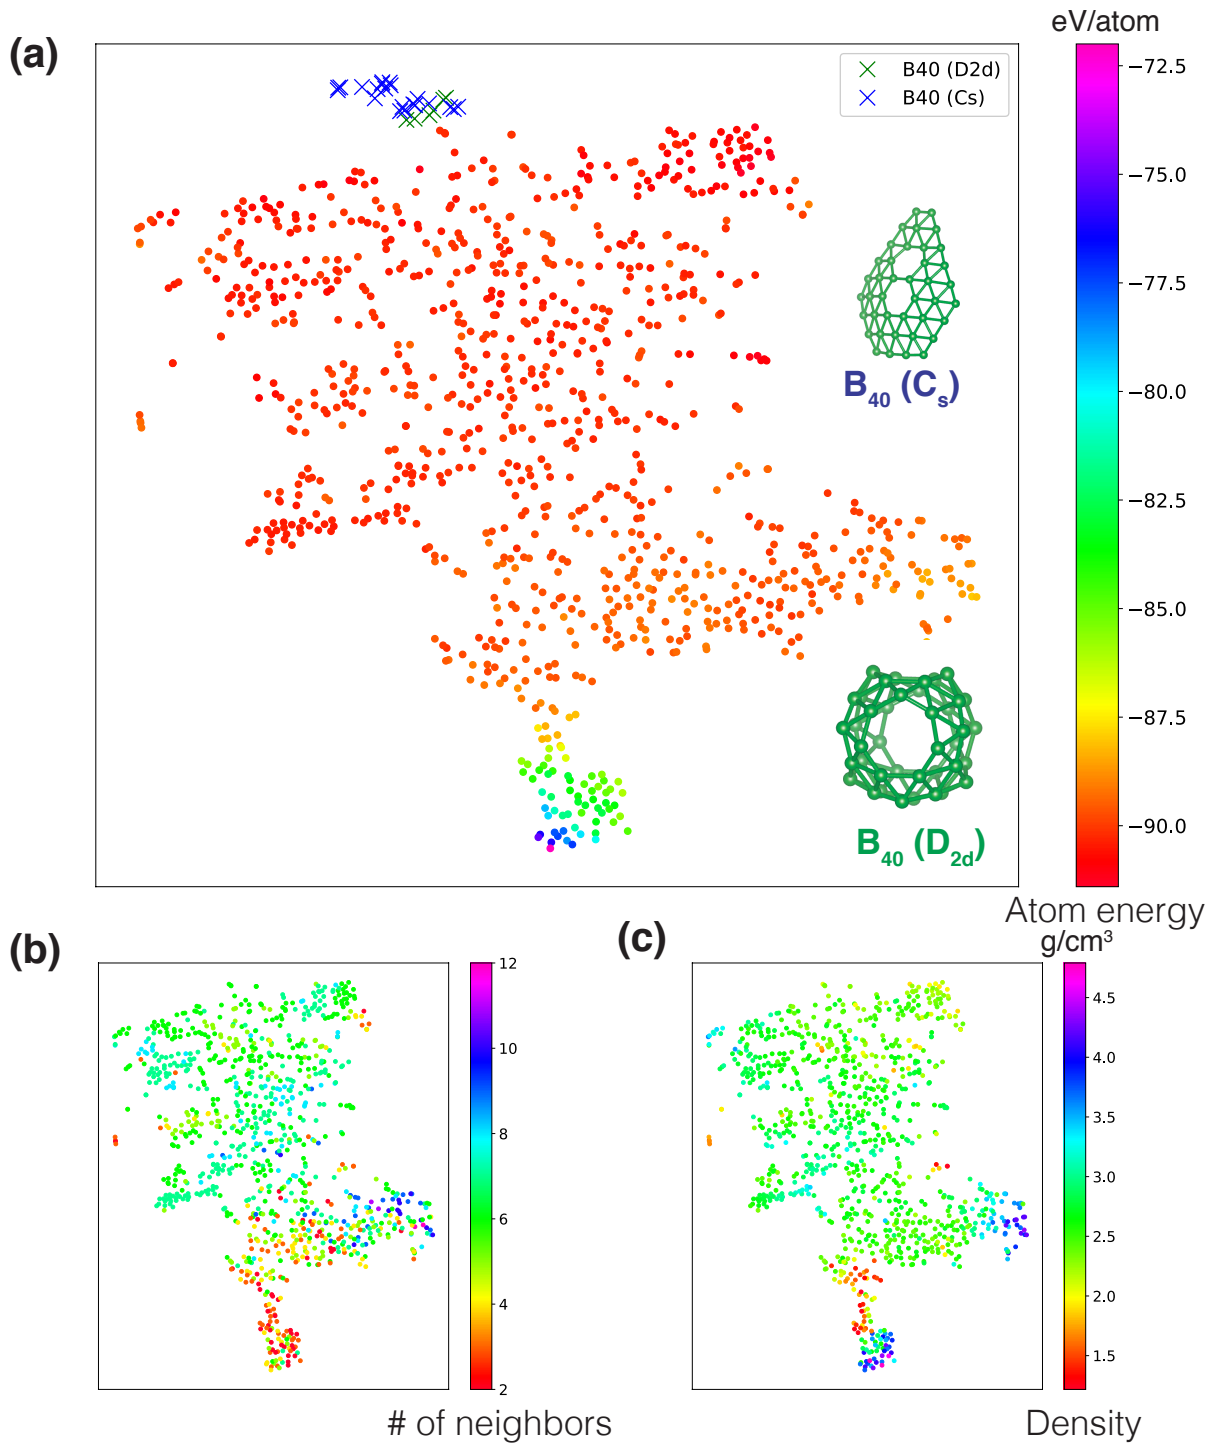 (a)
eV/atom
B40 (D2d)
B40 (Cs)
−72.5
−75.0
−77.5
−80.0
−82.5
−85.0
−87.5
−90.0
B40 (Cs)
B40 (D2d)
Atom energy
(b)
12
10
8
6
4
2
# of neighbors
(c)
g/cm³
4.5
4.0
3.5
3.0
2.5
2.0
1.5
Density